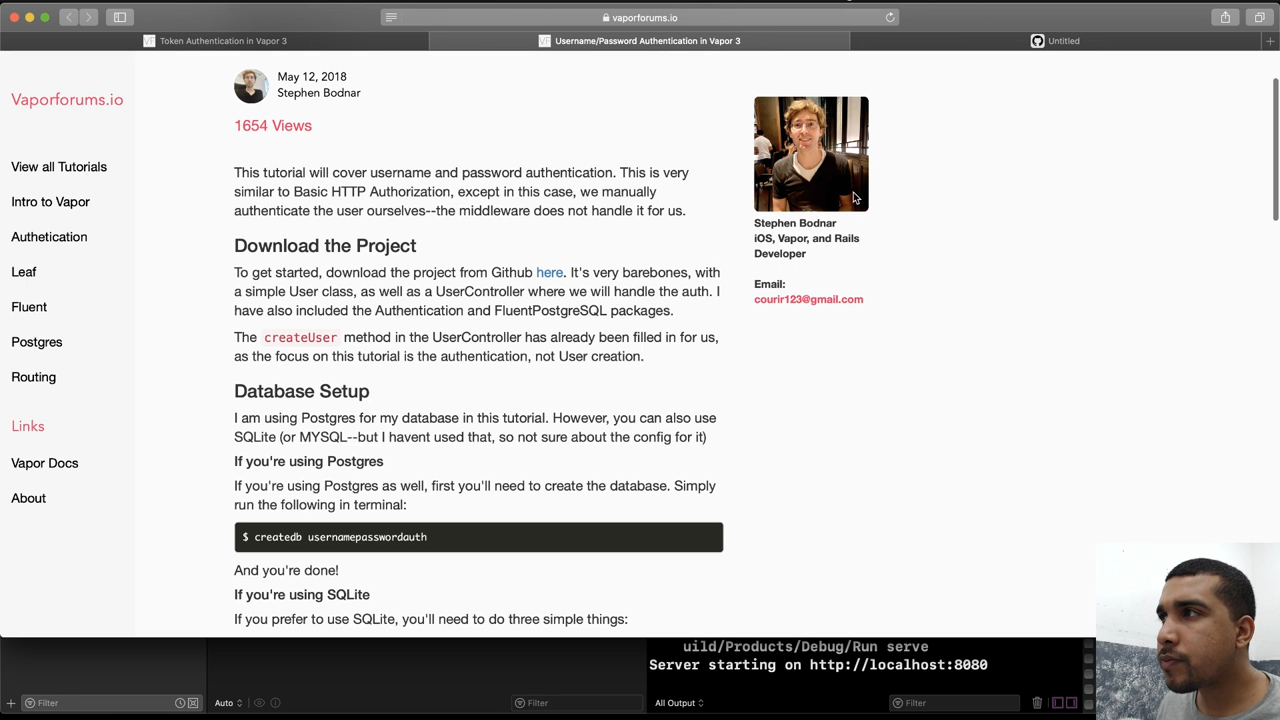 vaporforums.io
Token Authentication in Vapor 3
Username/Password Authentication in Vapor 3
Untitled
Vaporforums.io
View all Tutorials
Intro to Vapor
Authetication
Leaf
Fluent
Postgres
Routing
Links
Vapor Docs
About
May 12, 2018
Stephen Bodnar
1654 Views
This tutorial will cover username and password authentication. This is very
similar to Basic HTTP Authorization, except in this case, we manually
authenticate the user ourselves--the middleware does not handle it for us.
Download the Project
To get started, download the project from Github here. It's very barebones, with
a simple User class, as well as a UserController where we will handle the auth. I
have also included the Authentication and FluentPostgreSQL packages.
The createUser method in the UserController has already been filled in for us,
as the focus on this tutorial is the authentication, not User creation.
Database Setup
I am using Postgres for my database in this tutorial. However, you can also use
SQLite (or MYSQL--but I havent used that, so not sure about the config for it)
If you're using Postgres
If you're using Postgres as well, first you'll need to create the database. Simply
run the following in terminal:
$ createdb usernamepasswordauth
And you're done!
If you're using SQLite
If you prefer to use SQLite, you'll need to do three simple things:
Stephen Bodnar
iOS, Vapor, and Rails
Developer
Email:
courir123@gmail.com
uild/Products/Debug/Run serve
Server starting on http://localhost:8080
Filter
Auto
Filter
All Output
Filter